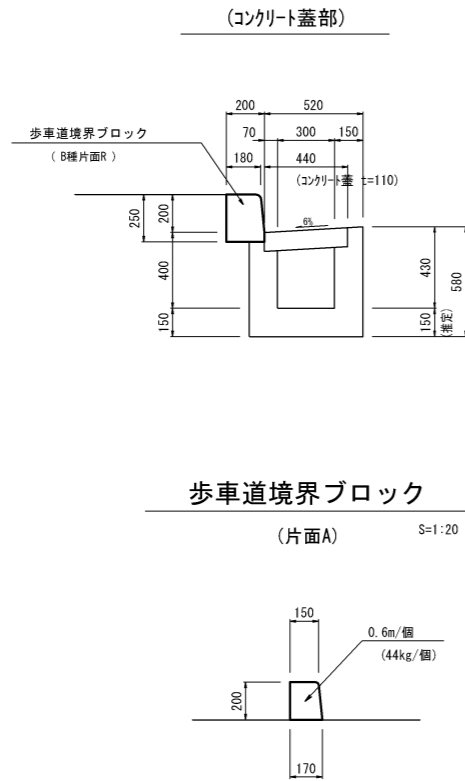 (コンクリート蓋部)
200 520
歩車道境界ブロック
( B種片面R )
70 300 150
180 440
(コンクリート蓋 t=110)
6%
250
200
400
150
430
150
(推定)
580
歩車道境界ブロック
(片面A)
S=1:20
150
0.6m/個
(44kg/個)
200
170